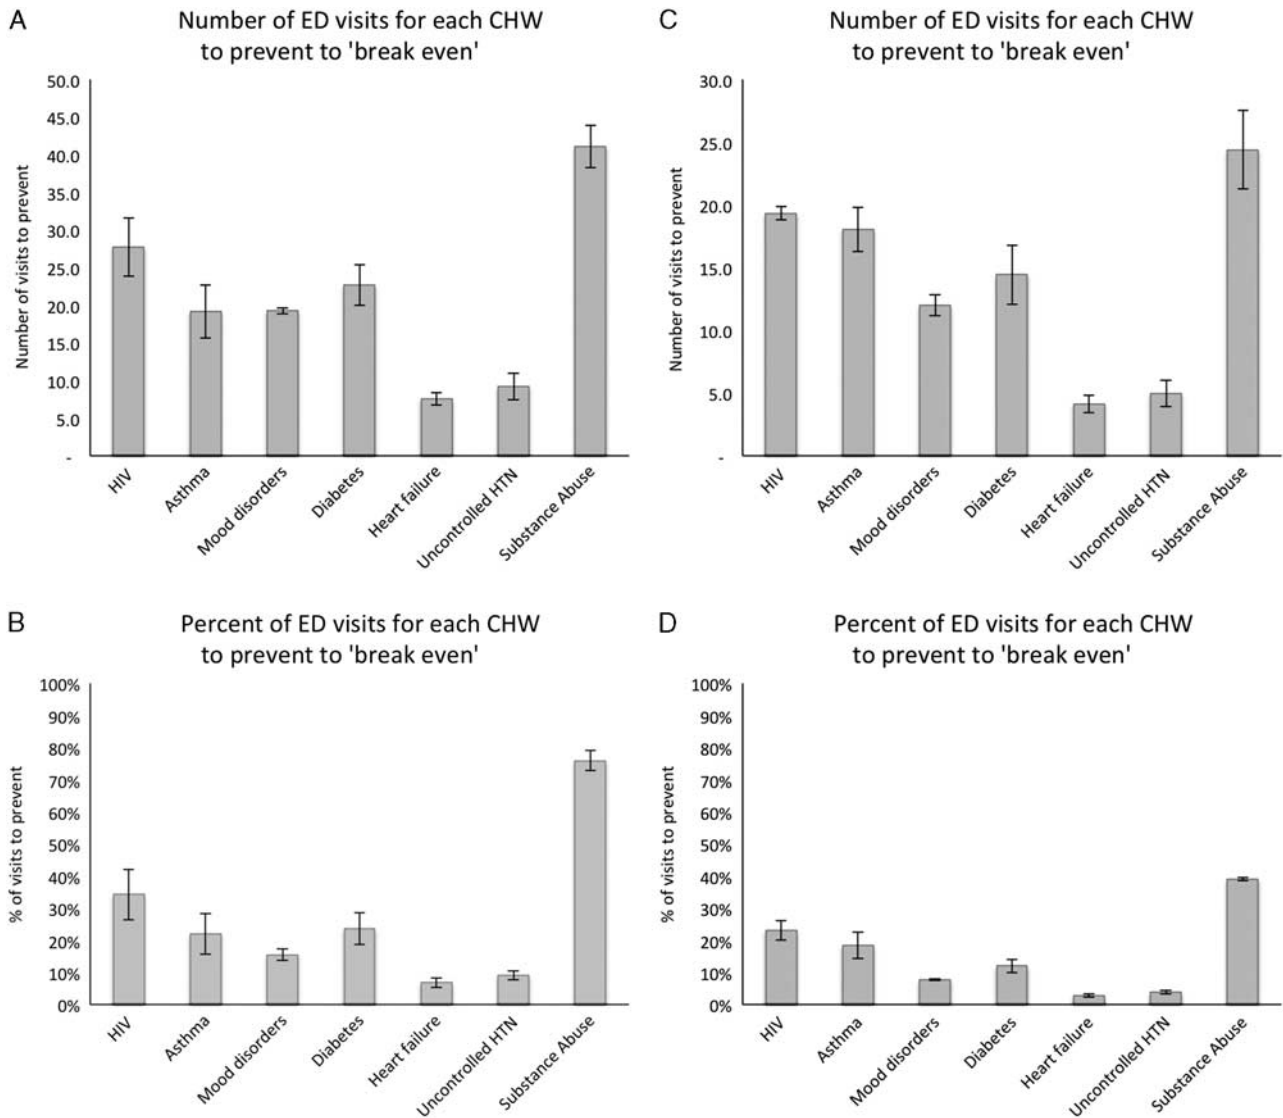 A
Number of ED visits for each CHW
to prevent to 'break even'
Number of visits to prevent
50.0
45.0
40.0
35.0
30.0
25.0
20.0
15.0
10.0
5.0
-
HIV
Asthma
Mood disorders
Diabetes
Heart failure
Uncontrolled HTN
Substance Abuse
C
Number of ED visits for each CHW
to prevent to 'break even'
Number of visits to prevent
30.0
25.0
20.0
15.0
10.0
5.0
-
HIV
Asthma
Mood disorders
Diabetes
Heart failure
Uncontrolled HTN
Substance Abuse
B
Percent of ED visits for each CHW
to prevent to 'break even'
% of visits to prevent
100%
90%
80%
70%
60%
50%
40%
30%
20%
10%
0%
HIV
Asthma
Mood disorders
Diabetes
Heart failure
Uncontrolled HTN
Substance Abuse
D
Percent of ED visits for each CHW
to prevent to 'break even'
% of visits to prevent
100%
90%
80%
70%
60%
50%
40%
30%
20%
10%
0%
HIV
Asthma
Mood disorders
Diabetes
Heart failure
Uncontrolled HTN
Substance Abuse